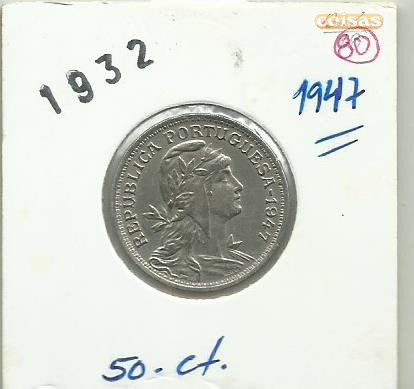 coisas
80
1932
1947
REPUBLICA PORTUGUESA-1947
50.ct.